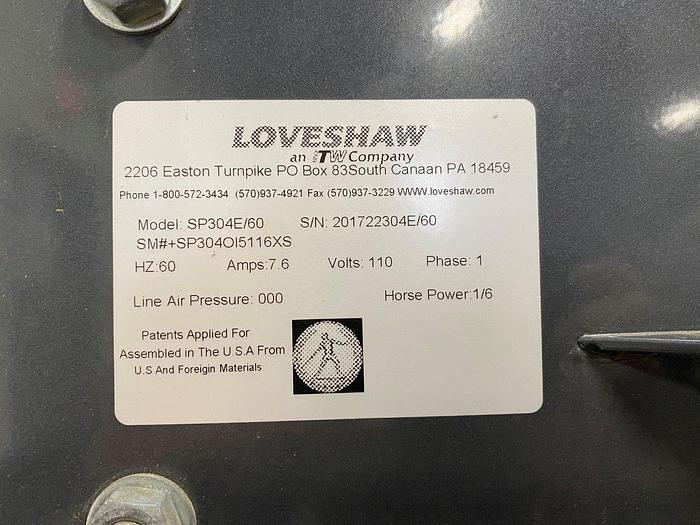 LOVESHAW
an ITW Company
2206 Easton Turnpike PO Box 83South Canaan PA 18459
Phone 1-800-572-3434 (570)937-4921 Fax (570)937-3229 WWW.loveshaw.com
Model: SP304E/60 S/N: 201722304E/60
SM#+SP304OI5116XS
HZ:60 Amps:7.6 Volts: 110 Phase: 1
Line Air Pressure: 000 Horse Power:1/6
Patents Applied For
Assembled in The U.S.A From
U.S And Foreigin Materials